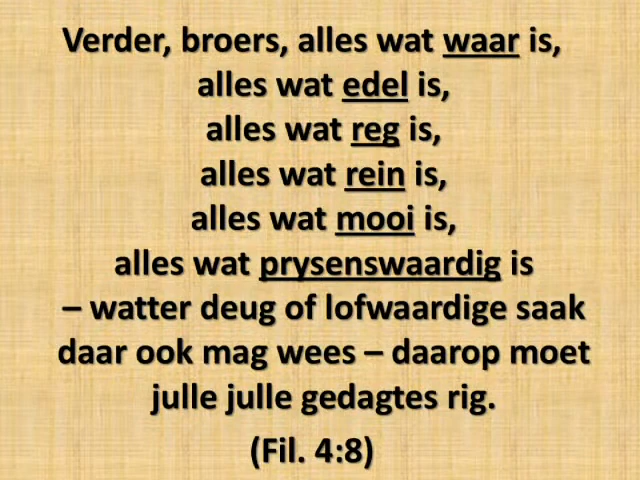 Verder, broers, alles wat waar is,
alles wat edel is,
alles wat reg is,
alles wat rein is,
alles wat mooi is,
alles wat prysenswaardig is
– watter deug of lofwaardige saak
daar ook mag wees – daarop moet
julle julle gedagtes rig.
(Fil. 4:8)